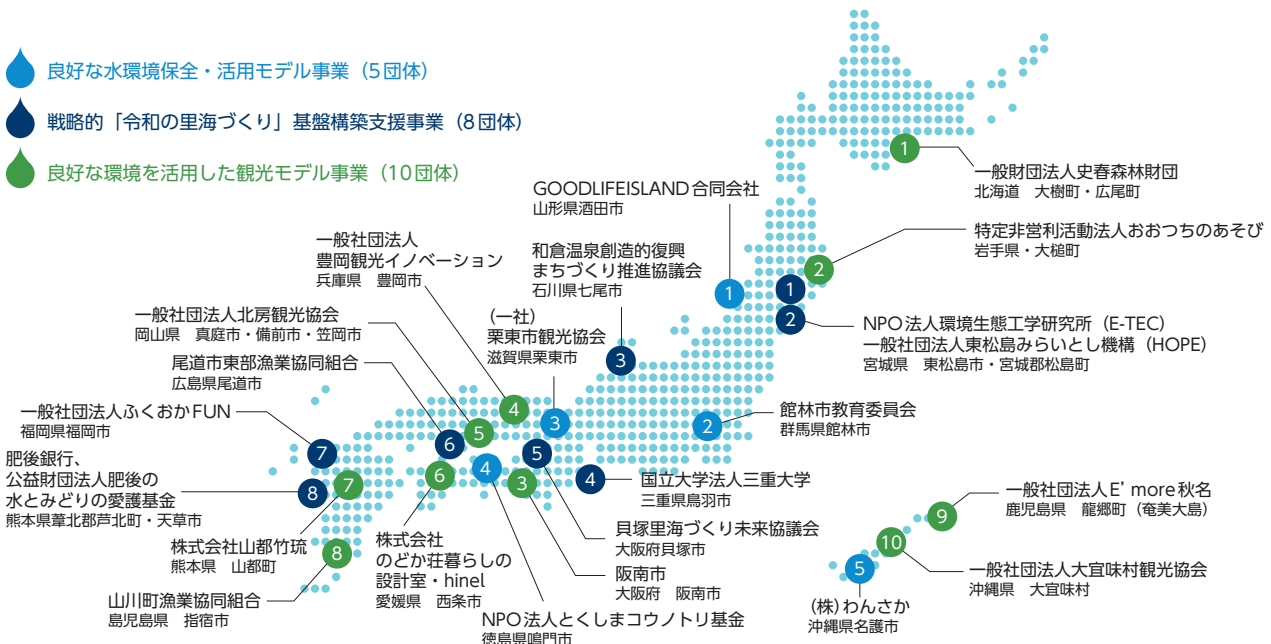 良好な水環境保全・活用モデル事業（5団体）
戦略的「令和の里海づくり」基盤構築支援事業（8団体）
良好な環境を活用した観光モデル事業（10団体）
1
一般財団法人史春森林財団
北海道　大樹町・広尾町
GOODLIFEISLAND合同会社
山形県酒田市
特定非営利活動法人おおつちのあそび
岩手県・大槌町
一般社団法人
豊岡観光イノベーション
兵庫県　豊岡市
和倉温泉創造的復興
まちづくり推進協議会
石川県七尾市
2
1
1
2
NPO法人環境生態工学研究所（E-TEC）
一般社団法人東松島みらいとし機構（HOPE）
宮城県　東松島市・宮城郡松島町
一般社団法人北房観光協会
岡山県　真庭市・備前市・笠岡市
（一社）
栗東市観光協会
滋賀県栗東市
3
尾道市東部漁業協同組合
広島県尾道市
4
3
2
館林市教育委員会
群馬県館林市
一般社団法人ふくおかFUN
福岡県福岡市
5
6
7
5
4
6
3
4
国立大学法人三重大学
三重県鳥羽市
肥後銀行、
公益財団法人肥後の
水とみどりの愛護基金
熊本県葦北郡芦北町・天草市
8
7
一般社団法人E’more秋名
鹿児島県　龍郷町（奄美大島）
9
10
5
貝塚里海づくり未来協議会
大阪府貝塚市
株式会社山都竹琉
熊本県　山都町
8
株式会社
のどか荘暮らしの
設計室・hinel
愛媛県　西条市
阪南市
大阪府　阪南市
一般社団法人大宜味村観光協会
沖縄県　大宜味村
山川町漁業協同組合
島児島県　指宿市
NPO法人とくしまコウノトリ基金
徳島県鳴門市
（株）わんさか
沖縄県名護市